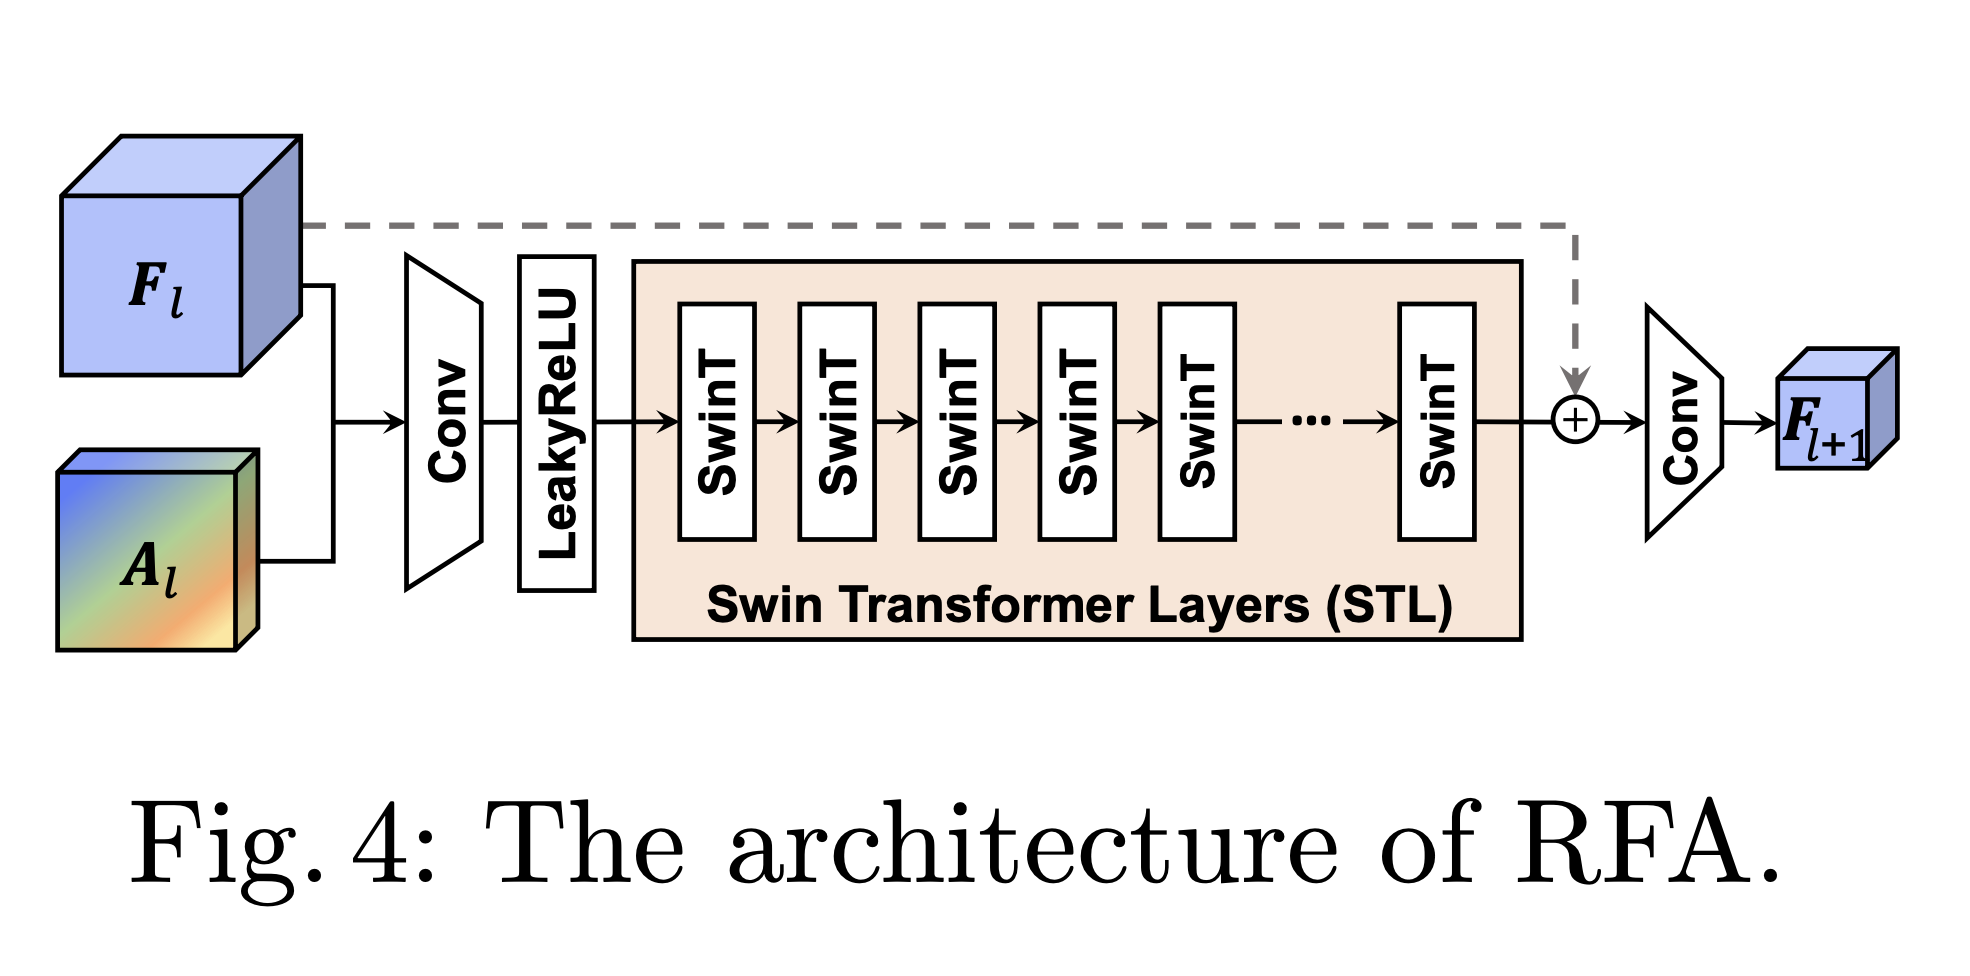 F_l
A_l
Conv
LeakyReLU
SwinT
SwinT
SwinT
SwinT
SwinT
...
SwinT
Swin Transformer Layers (STL)
+
Conv
F_{l+1}
Fig. 4: The architecture of RFA.